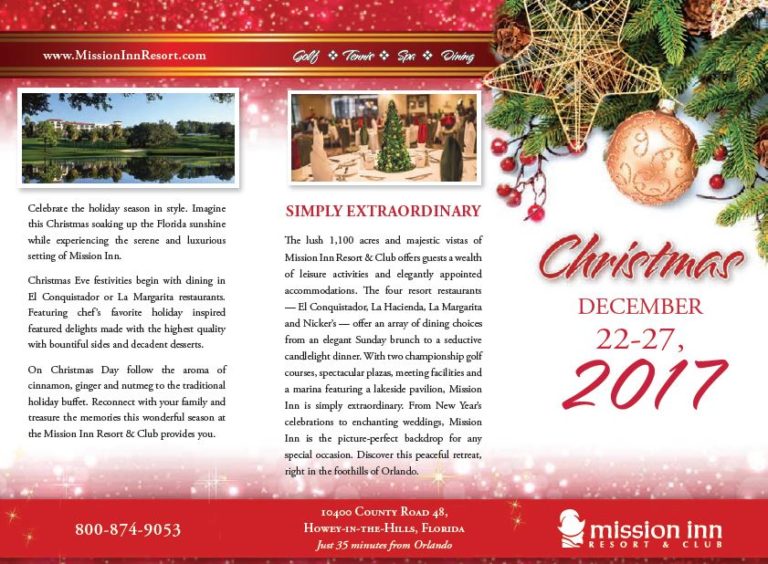 www.MissionInnResort.com
Golf ❖ Tennis ❖ Spa ❖ Dining
Celebrate the holiday season in style. Imagine
this Christmas soaking up the Florida sunshine
while experiencing the serene and luxurious
setting of Mission Inn.
Christmas Eve festivities begin with dining in
El Conquistador or La Margarita restaurants.
Featuring chef's favorite holiday inspired
featured delights made with the highest quality
with bountiful sides and decadent desserts.
On Christmas Day follow the aroma of
cinnamon, ginger and nutmeg to the traditional
holiday buffet. Reconnect with your family and
treasure the memories this wonderful season at
the Mission Inn Resort & Club provides you.
800-874-9053
SIMPLY EXTRAORDINARY
The lush 1,100 acres and majestic vistas of
Mission Inn Resort & Club offers guests a wealth
of leisure activities and elegantly appointed
accommodations. The four resort restaurants
— El Conquistador, La Hacienda, La Margarita
and Nicker's — offer an array of dining choices
from an elegant Sunday brunch to a seductive
candlelight dinner. With two championship golf
courses, spectacular plazas, meeting facilities and
a marina featuring a lakeside pavilion, Mission
Inn is simply extraordinary. From New Year's
celebrations to enchanting weddings, Mission
Inn is the picture-perfect backdrop for any
special occasion. Discover this peaceful retreat,
right in the foothills of Orlando.
10400 County Road 48,
Howey-in-the-Hills, Florida
Just 35 minutes from Orlando
Christmas
DECEMBER
22-27,
2017
mission inn
RESORT & CLUB